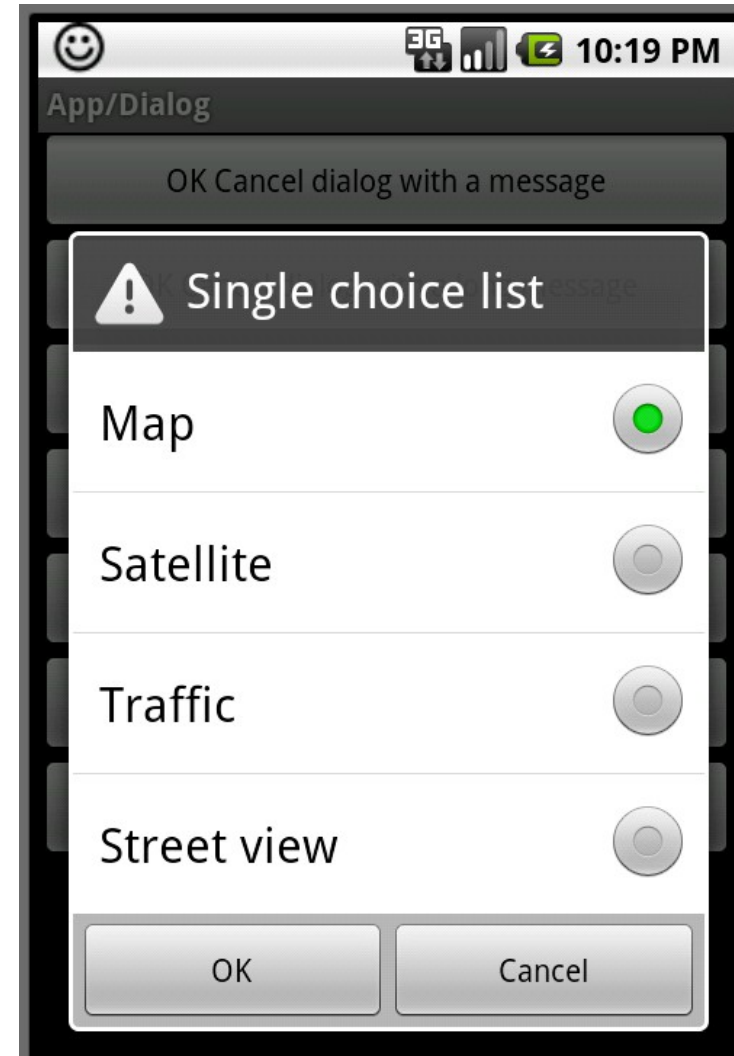 3G 10:19 PM
App/Dialog
OK Cancel dialog with a message
Single choice list
Map
Satellite
Traffic
Street view
OK Cancel